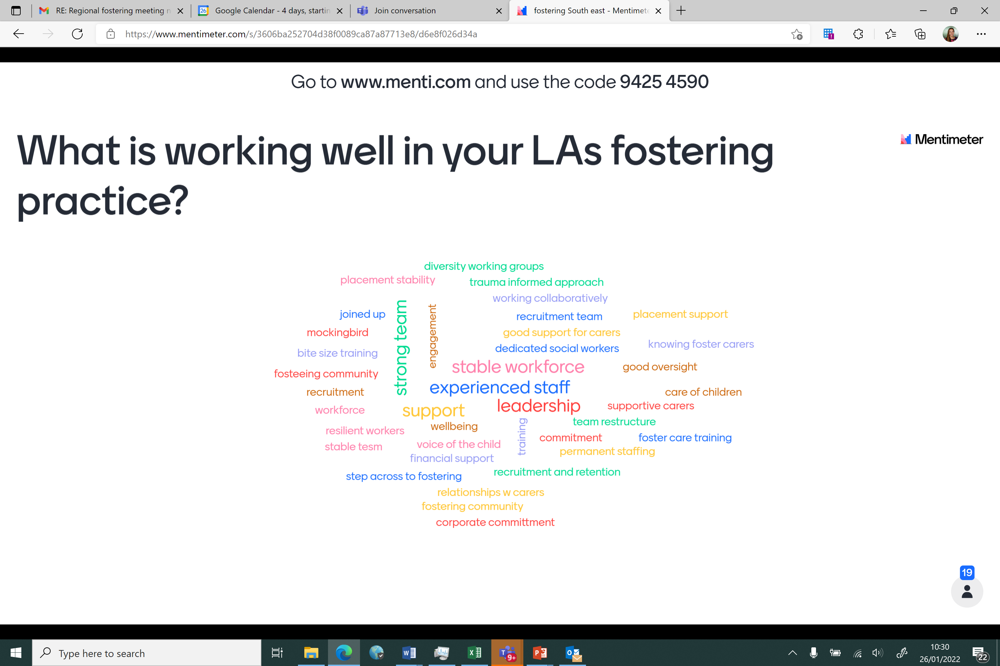 RE: Regional fostering meeting n
26
Google Calendar - 4 days, startin
Join conversation
fostering South east - Mentimete
https://www.mentimeter.com/s/3606ba252704d38f0089ca87a87713e8/d6e8f026d34a
Go to www.menti.com and use the code 9425 4590
What is working well in your LAs fostering
practice?
Mentimeter
diversity working groups
placement stability
trauma informed approach
working collaboratively
joined up
strong team
engagement
recruitment team
placement support
mockingbird
good support for carers
knowing foster carers
bite size training
dedicated social workers
stable workforce
good oversight
fosteeing community
experienced staff
recruitment
care of children
leadership
supportive carers
workforce
support
team restructure
wellbeing
training
resilient workers
commitment
foster care training
stable tesm
voice of the child
permanent staffing
financial support
step across to fostering
recruitment and retention
relationships w carers
fostering community
corporate committment
19
Type here to search
9+
10:30
26/01/2022
22